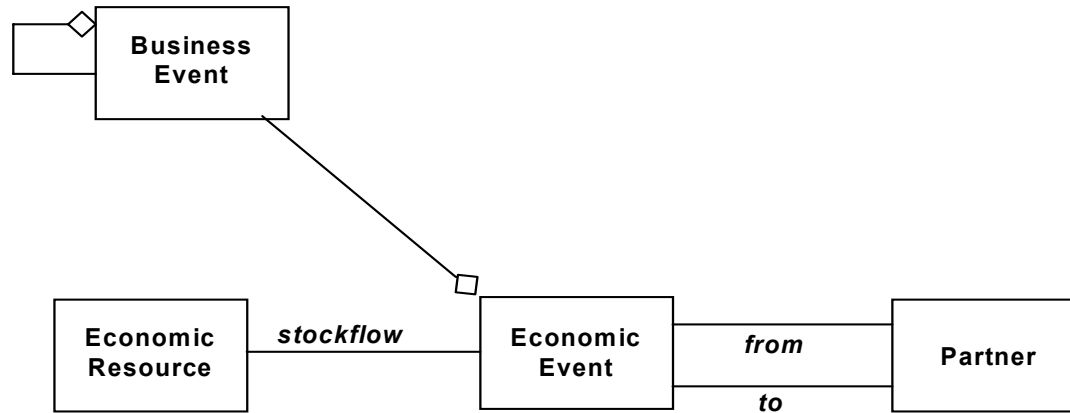 Business
Event
Economic
Resource
stockflow
Economic
Event
from
to
Partner